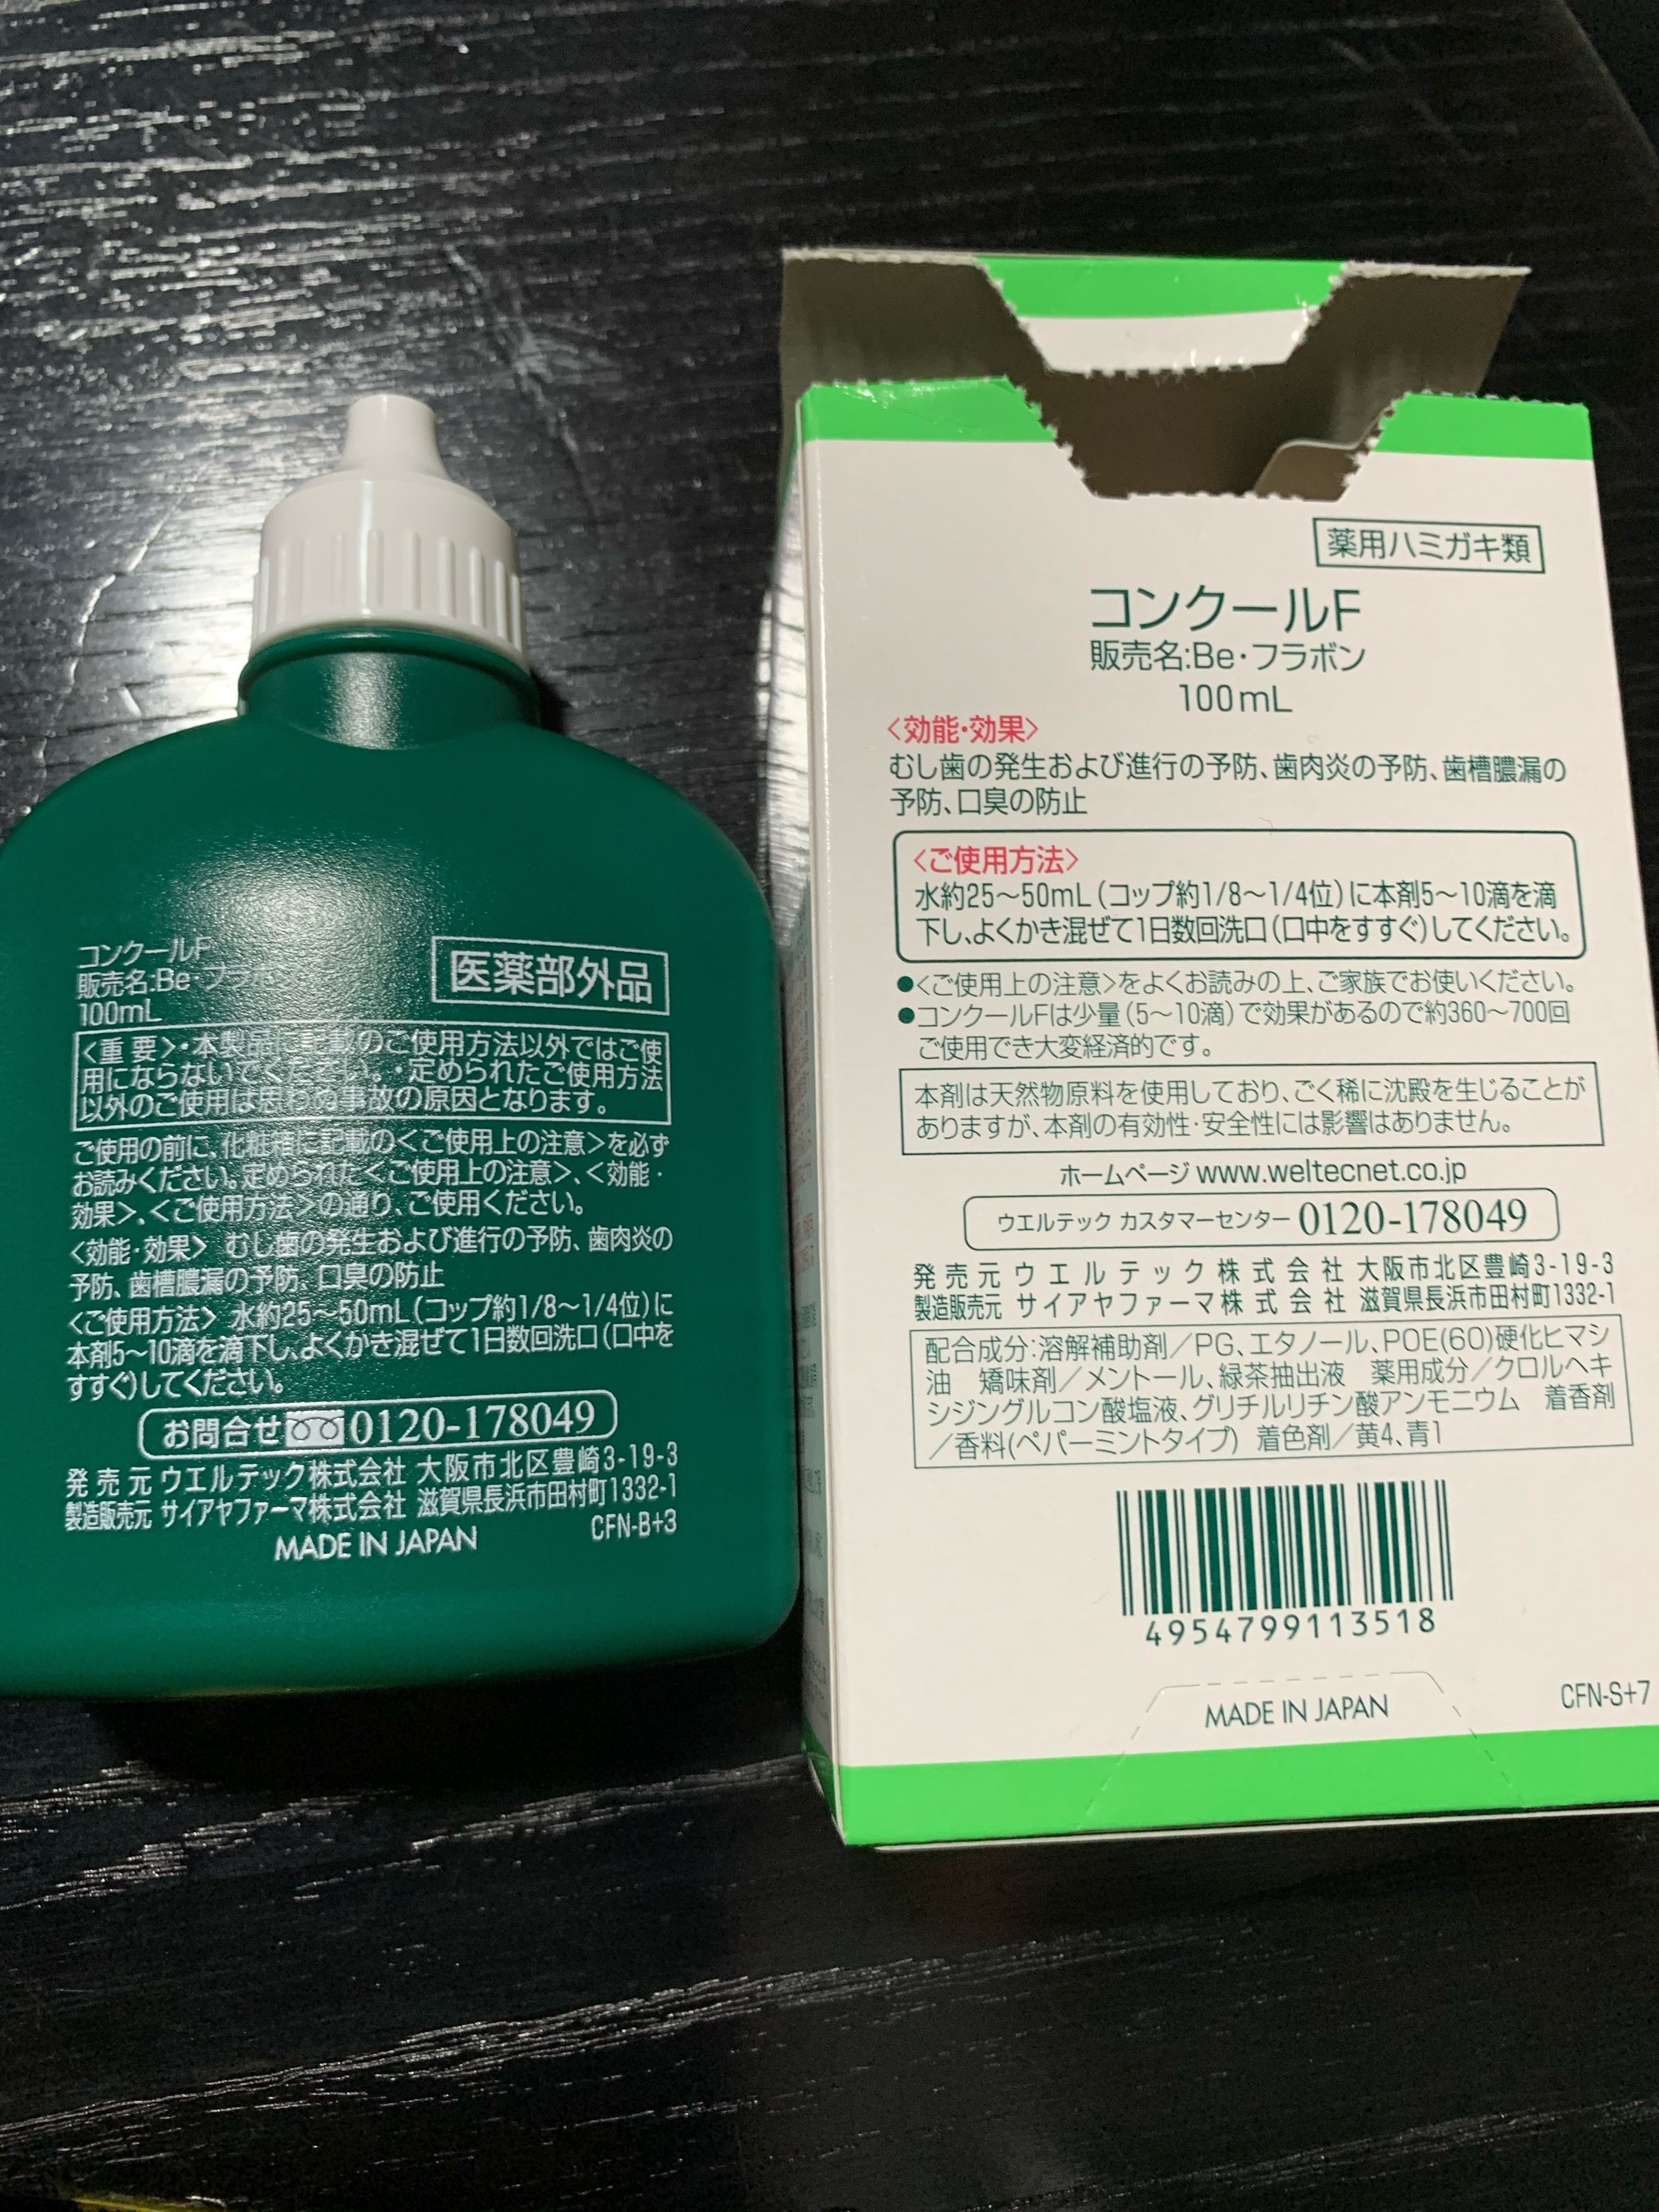 コンクールF
販売名:Be・フラボ
100mL
医薬部外品
<重要>・本製品に記載のご使用方法以外ではご使
用にならないでください。・定められたご使用方法
以外のご使用は思わぬ事故の原因となります。
ご使用の前に、化粧箱に記載の<ご使用上の注意>を必ず
お読みください。定められた<ご使用上の注意>、<効能・
効果>、<ご使用方法>の通り、ご使用ください。
<効能・効果> むし歯の発生および進行の予防、歯肉炎の
予防、歯槽膿漏の予防、口臭の防止
<ご使用方法> 水約25〜50mL(コップ約1/8〜1/4位)に
本剤5〜10滴を滴下し、よくかき混ぜて1日数回洗口(口中を
すすぐ)してください。
お問合せ 0120-178049
発売元 ウエルテック株式会社 大阪市北区豊崎3-19-3
製造販売元 サイアヤファーマ株式会社 滋賀県長浜市田村町1332-1
MADE IN JAPAN
CFN-B+3
薬用ハミガキ類
コンクールF
販売名:Be・フラボン
100mL
<効能・効果>
むし歯の発生および進行の予防、歯肉炎の予防、歯槽膿漏の
予防、口臭の防止
<ご使用方法>
水約25〜50mL(コップ約1/8〜1/4位)に本剤5〜10滴を滴
下し、よくかき混ぜて1日数回洗口(口中をすすぐ)してください。
●<ご使用上の注意>をよくお読みの上、ご家族でお使いください。
●コンクールFは少量(5〜10滴)で効果があるので約360〜700回
ご使用でき大変経済的です。
本剤は天然物原料を使用しており、ごく稀に沈殿を生じることが
ありますが、本剤の有効性・安全性には影響はありません。
ホームページ www.weltecnet.co.jp
ウエルテック カスタマーセンター 0120-178049
発売元 ウエルテック株式会社 大阪市北区豊崎3-19-3
製造販売元 サイアヤファーマ株式会社 滋賀県長浜市田村町1332-1
配合成分:溶解補助剤/PG、エタノール、POE(60)硬化ヒマシ
油 矯味剤/メントール、緑茶抽出液 薬用成分/クロルヘキ
シジングルコン酸塩液、グリチルリチン酸アンモニウム 着香剤
/香料(ペパーミントタイプ) 着色剤/黄4、青1
4954799113518
MADE IN JAPAN
CFN-S+7